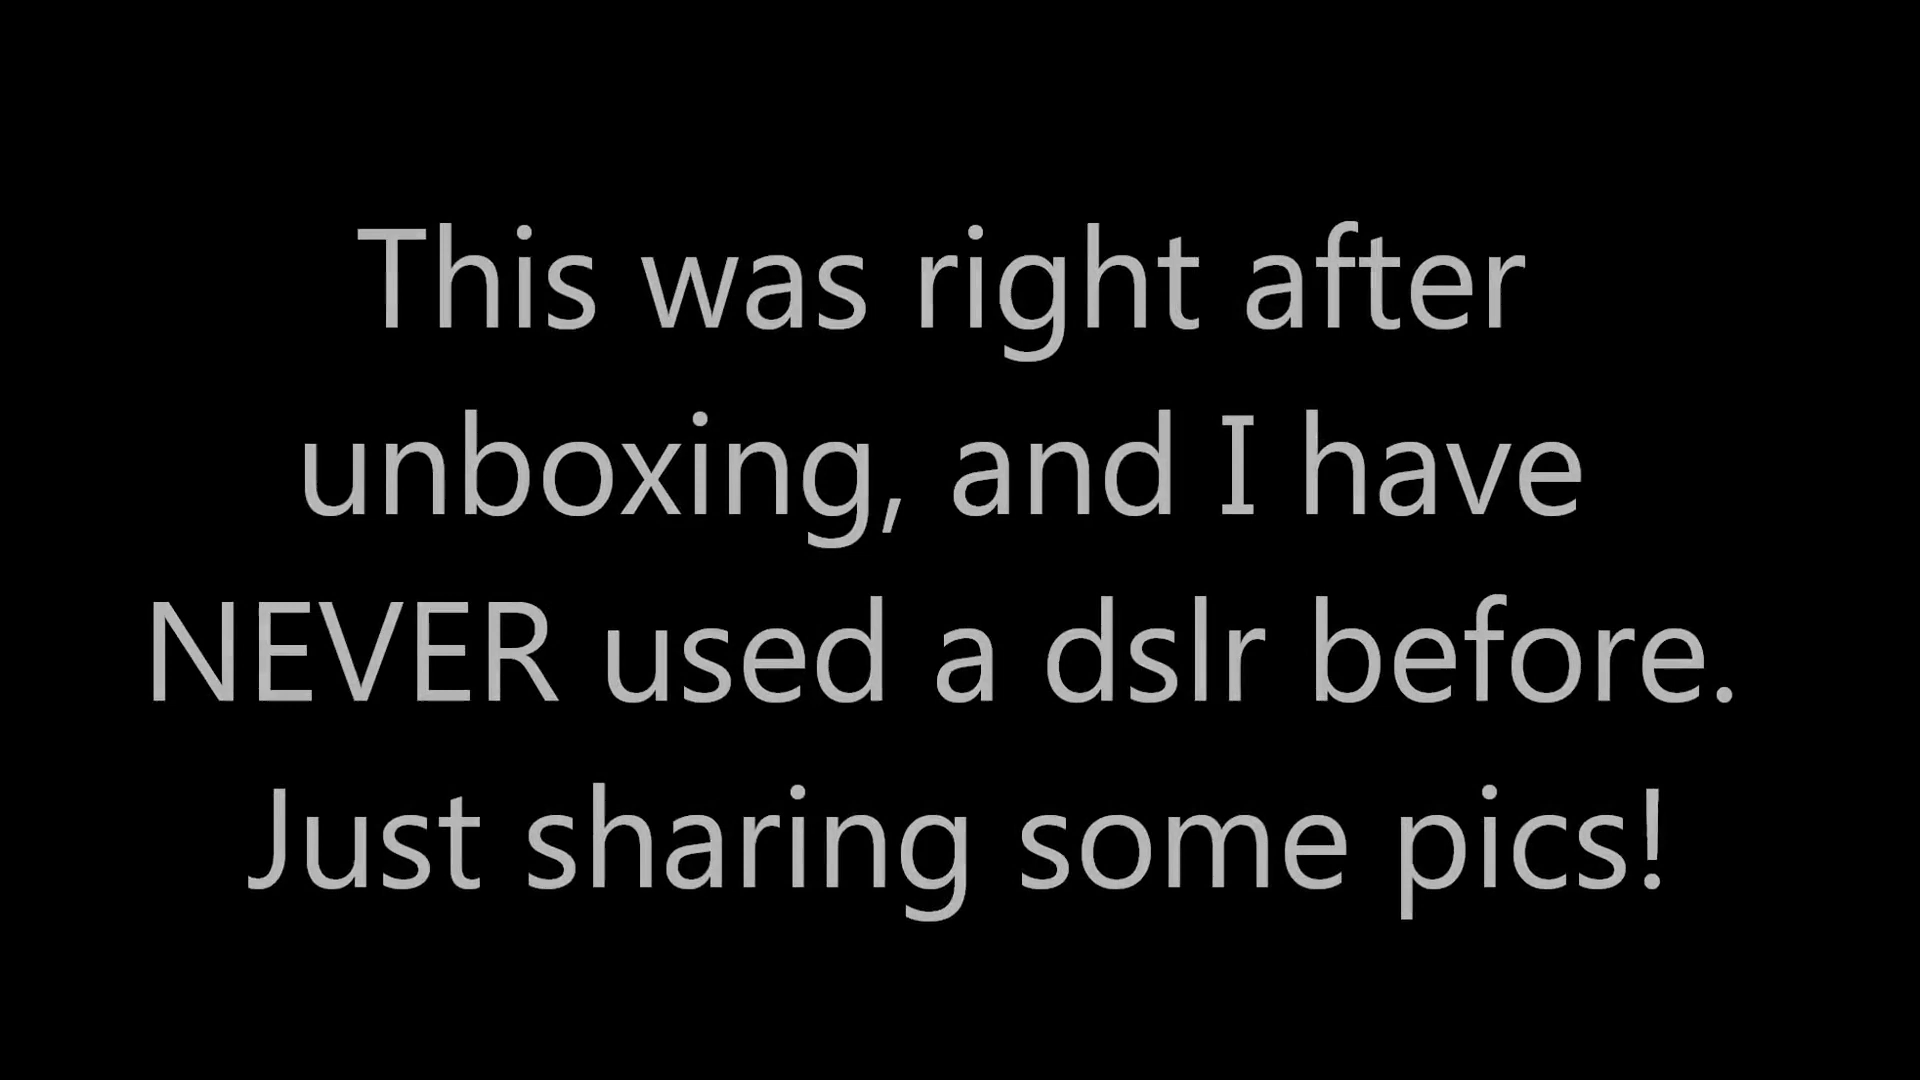 This was right after
unboxing, and I have
NEVER used a dslr before.
Just sharing some pics!